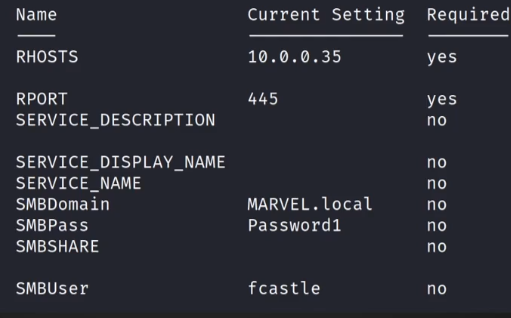 Name Current Setting Required
RHOSTS 10.0.0.35 yes
RPORT 445 yes
SERVICE_DESCRIPTION no
SERVICE_DISPLAY_NAME no
SERVICE_NAME no
SMBDomain MARVEL.local no
SMBPass Password1 no
SMBSHARE no
SMBUser fcastle no